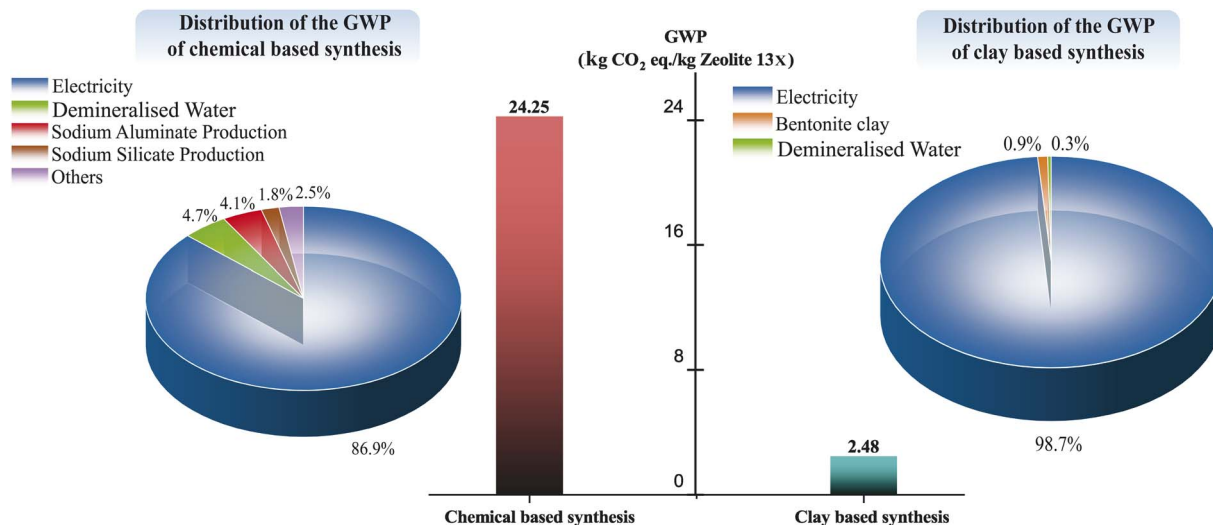 Distribution of the GWP
of chemical based synthesis
Electricity
Demineralised Water
Sodium Aluminate Production
Sodium Silicate Production
Others
4.7%
4.1%
1.8%
2.5%
86.9%
GWP
(kg CO₂ eq./kg Zeolite 13x)
24.25
24
16
8
0
2.48
Chemical based synthesis
Clay based synthesis
Distribution of the GWP
of clay based synthesis
Electricity
Bentonite clay
Demineralised Water
0.9%
0.3%
98.7%